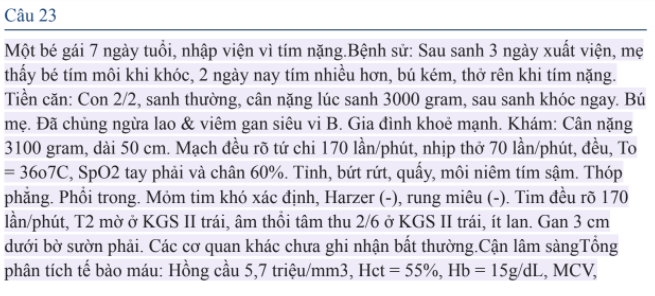 Câu 23
Một bé gái 7 ngày tuổi, nhập viện vì tím nặng.Bệnh sử: Sau sanh 3 ngày xuất viện, mẹ
thấy bé tím môi khi khóc, 2 ngày nay tím nhiều hơn, bú kém, thở rên khi tím nặng.
Tiền căn: Con 2/2, sanh thường, cân nặng lúc sanh 3000 gram, sau sanh khóc ngay. Bú
mẹ. Đã chủng ngừa lao & viêm gan siêu vi B. Gia đình khoẻ mạnh. Khám: Cân nặng
3100 gram, dài 50 cm. Mạch đều rõ tứ chi 170 lần/phút, nhịp thở 70 lần/phút, đều, To
= 36o7C, SpO2 tay phải và chân 60%. Tỉnh, bứt rứt, quấy, môi niêm tím sậm. Thóp
phẳng. Phổi trong. Mỏm tim khó xác định, Harzer (-), rung miêu (-). Tim đều rõ 170
lần/phút, T2 mờ ở KGS II trái, âm thổi tâm thu 2/6 ở KGS II trái, ít lan. Gan 3 cm
dưới bờ sườn phải. Các cơ quan khác chưa ghi nhận bất thường.Cận lâm sàngTổng
phân tích tế bào máu: Hồng cầu 5,7 triệu/mm3, Hct = 55%, Hb = 15g/dL, MCV,